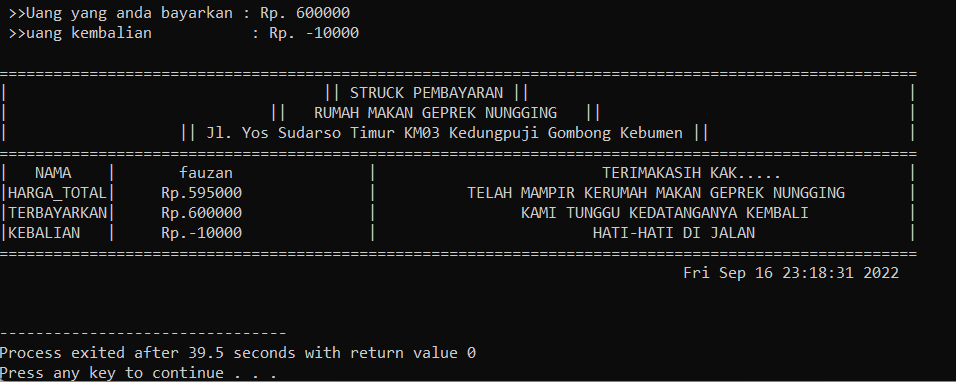 >>Uang yang anda bayarkan : Rp. 600000
>>uang kembalian           : Rp. -10000
======================================================================================================
|                                   || STRUCK PEMBAYARAN ||                                          |
|                             ||   RUMAH MAKAN GEPREK NUNGGING   ||                                  |
|                   || Jl. Yos Sudarso Timur KM03 Kedungpuji Gombong Kebumen ||                      |
======================================================================================================
|   NAMA    |       fauzan               |                         TERIMAKASIH KAK.....              |
|HARGA_TOTAL|     Rp.595000              |          TELAH MAMPIR KERUMAH MAKAN GEPREK NUNGGING       |
|TERBAYARKAN|     Rp.600000              |                KAMI TUNGGU KEDATANGANYA KEMBALI           |
|KEBALIAN   |     Rp.-10000              |                        HATI-HATI DI JALAN                 |
======================================================================================================
Fri Sep 16 23:18:31 2022
--------------------------------
Process exited after 39.5 seconds with return value 0
Press any key to continue . . .